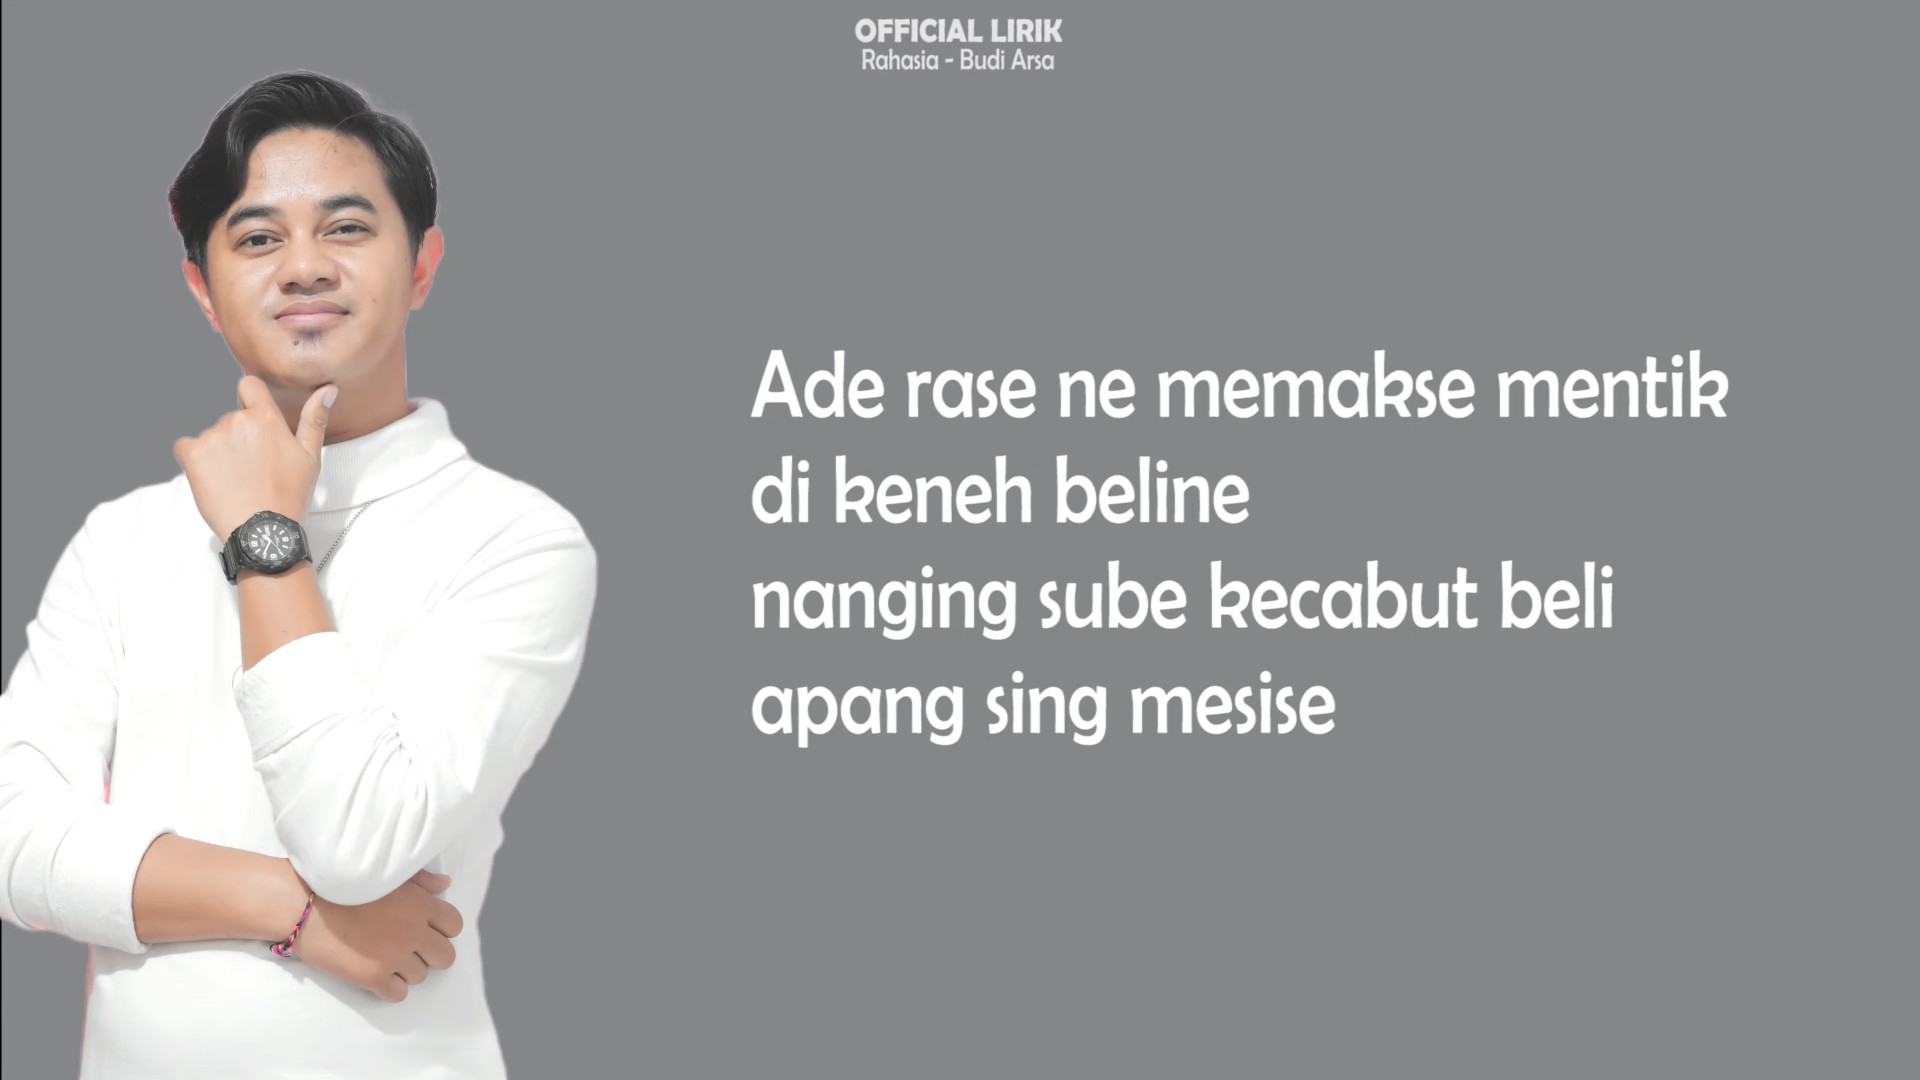 OFFICIAL LIRIK
Rahasia - Budi Arsa
Ade rase ne memakse mentik
di keneh beline
nanging sube kecabut beli
apang sing mesise